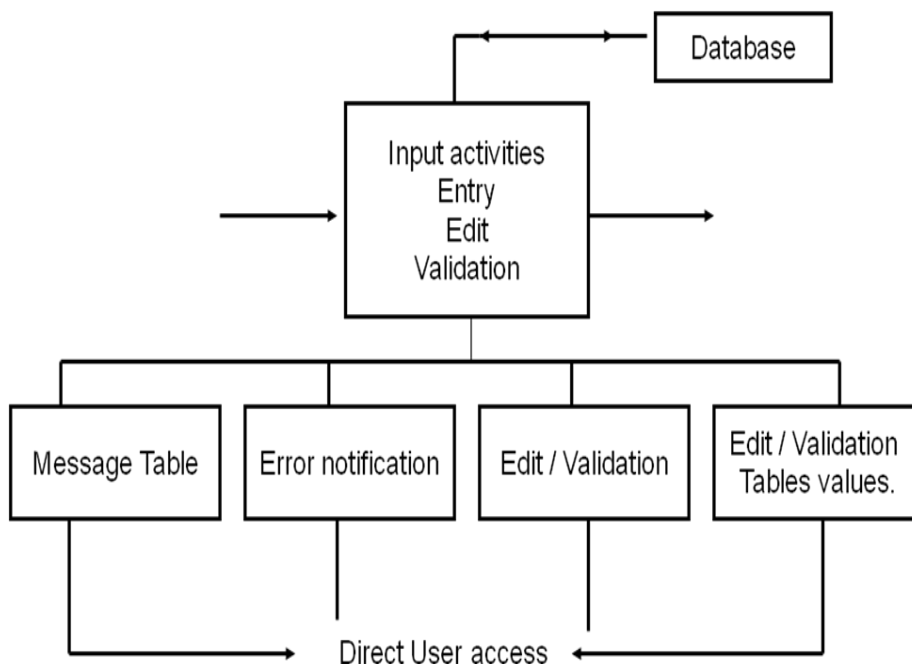 Database
Input activities
Entry
Edit
Validation
Message Table
Error notification
Edit / Validation
Edit / Validation
Tables values.
Direct User access